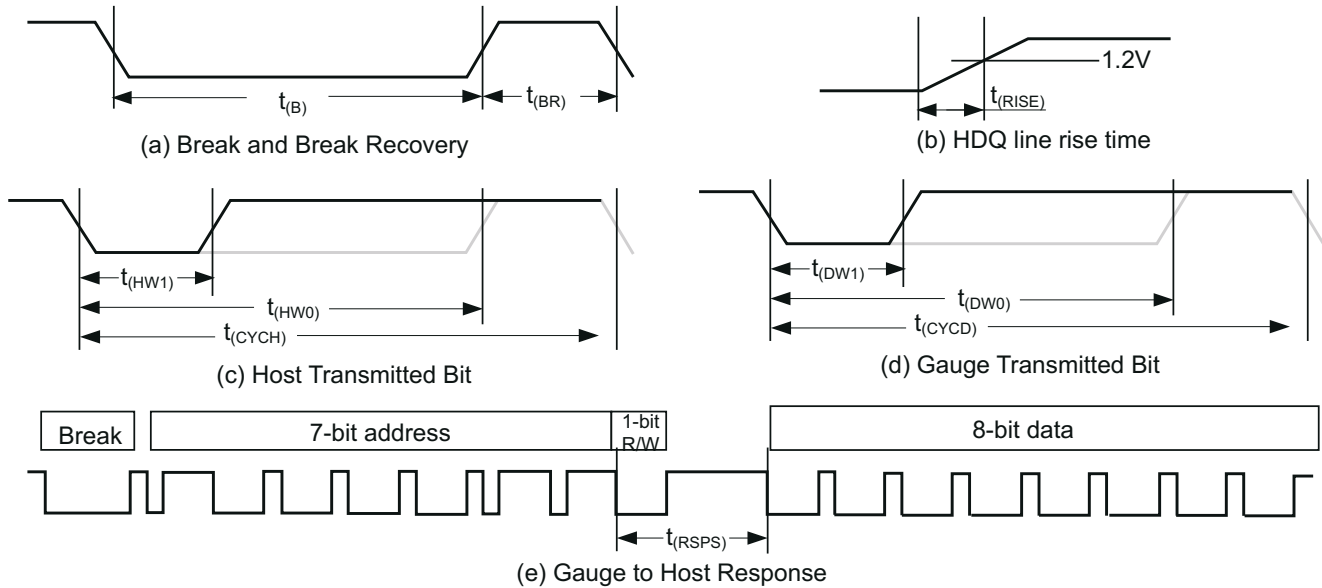 t(B)
t(BR)
(a) Break and Break Recovery
1.2V
t(RISE)
(b) HDQ line rise time
t(HW1)
t(HW0)
t(CYCH)
(c) Host Transmitted Bit
t(DW1)
t(DW0)
t(CYCD)
(d) Gauge Transmitted Bit
Break
7-bit address
1-bit
R/W
8-bit data
t(RSPS)
(e) Gauge to Host Response